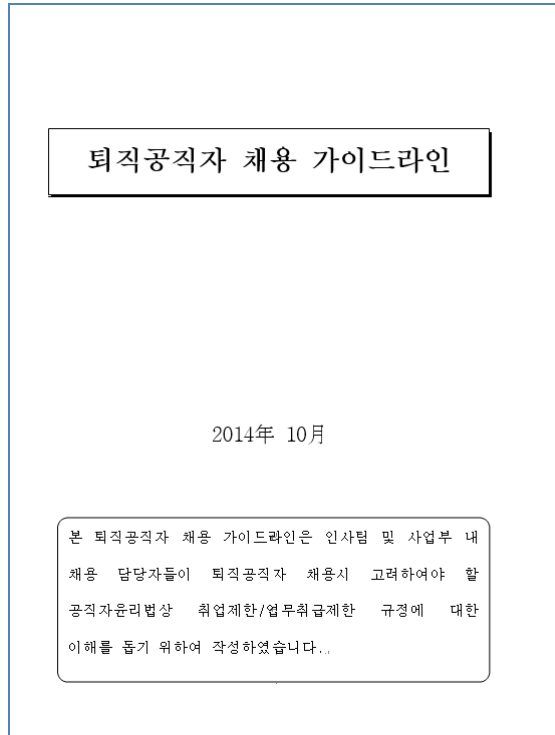 퇴직공직자 채용 가이드라인
2014年 10月
본 퇴직공직자 채용 가이드라인은 인사팀 및 사업부 내
채용 담당자들이 퇴직공직자 채용시 고려하여야 할
공직자윤리법상 취업제한/업무취급제한 규정에 대한
이해를 돕기 위하여 작성하였습니다..